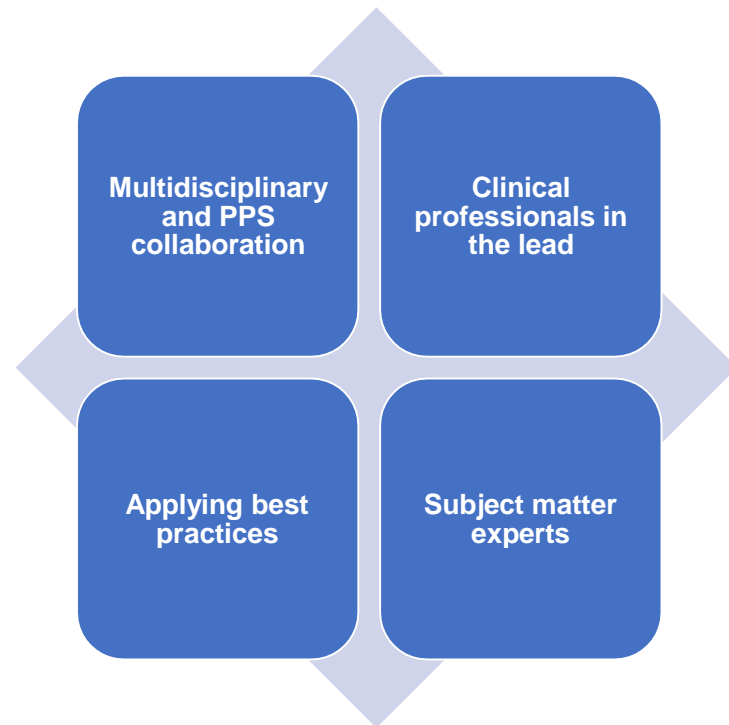 Multidisciplinary
and PPS
collaboration
Clinical
professionals in
the lead
Applying best
practices
Subject matter
experts